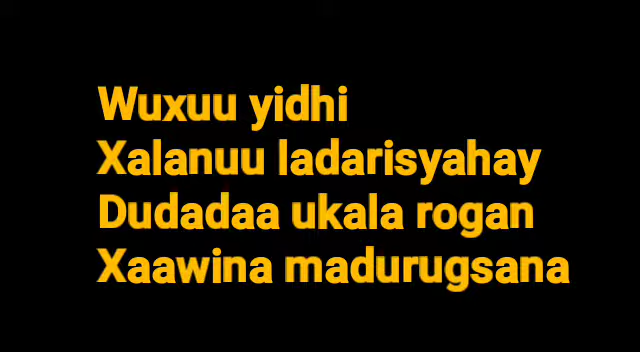 Wuxuu yidhi
Xalanuu ladarisyahay
Dudadaa ukala rogan
Xaawina madurugsana